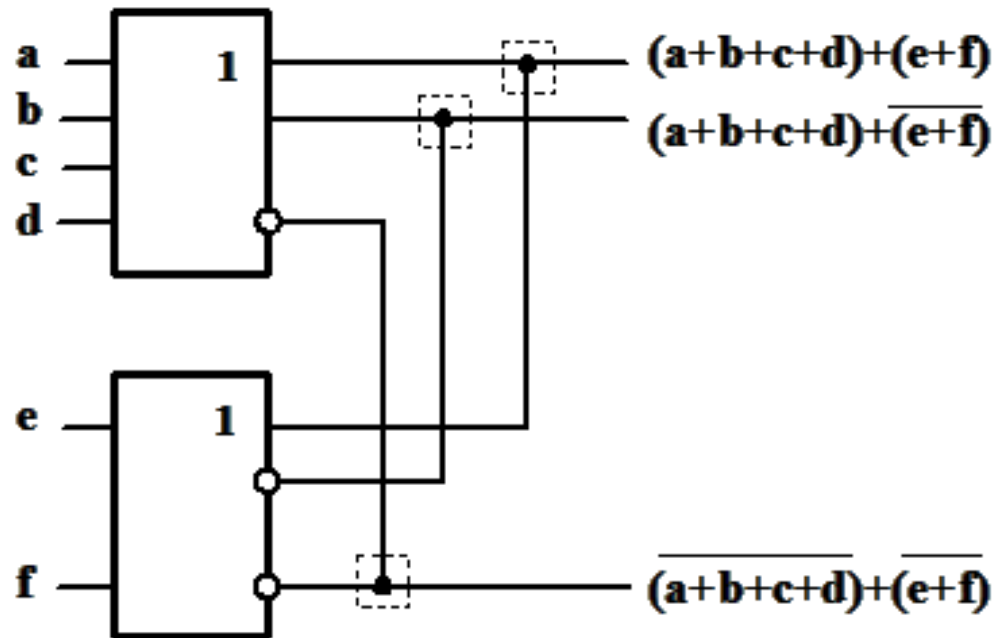 a
1
(a+b+c+d)+(e+f)
b
(a+b+c+d)+(e+f)̅
c
d
e
1
f
(a+b+c+d)̅+(e+f)̅